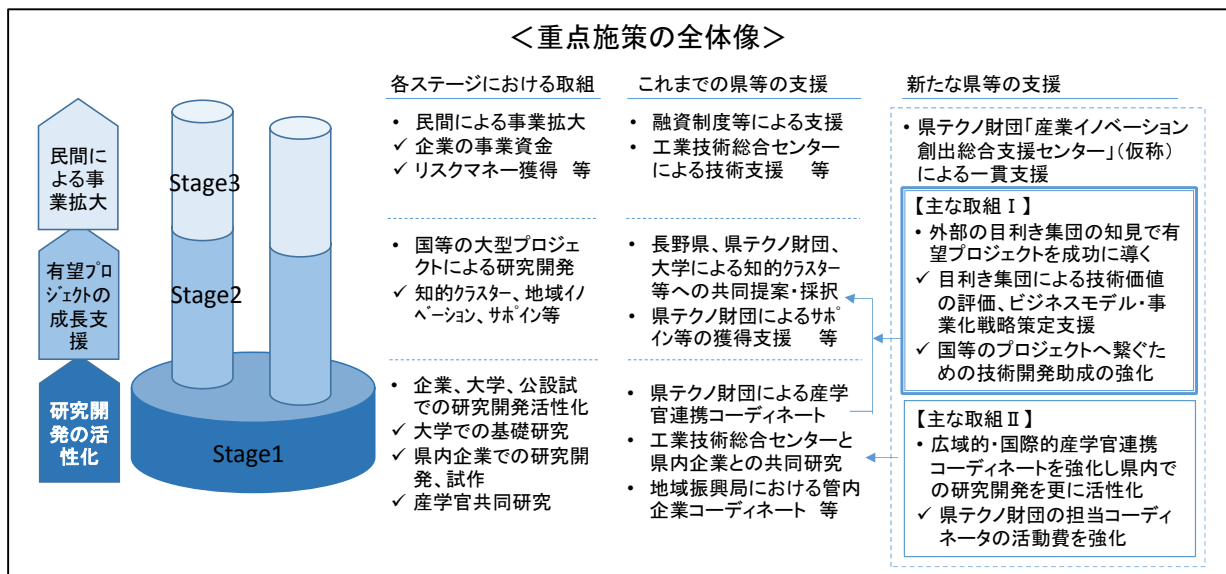 ＜重点施策の全体像＞
民間に
よる事
業拡大
有望ﾌﾟﾛ
ｼﾞｪｸﾄの
成長支
援
研究開
発の活
性化
Stage3
Stage2
Stage1
各ステージにおける取組
• 民間による事業拡大
✓ 企業の事業資金
✓ リスクマネー獲得　等
• 国等の大型プロジェ
クトによる研究開発
✓ 知的ｸﾗｽﾀｰ、地域ｲﾉ
ﾍﾞｰｼｮﾝ、ｻﾎﾟｲﾝ等
• 企業、大学、公設試
での研究開発活性化
✓ 大学での基礎研究
✓ 県内企業での研究開
発、試作
✓ 産学官共同研究
これまでの県等の支援
• 融資制度等による支援
• 工業技術総合センター
による技術支援　等
• 長野県、県テクノ財団、
大学による知的クラスター
等への共同提案・採択
• 県テクノ財団によるｻﾎﾟ
ｲﾝ等の獲得支援　等
• 県テクノ財団による産学
官連携コーディネート
• 工業技術総合センターと
県内企業との共同研究
• 地域振興局における管内
企業コーディネート　等
新たな県等の支援
• 県テクノ財団「産業イノベーション
創出総合支援センター」（仮称）
による一貫支援
【主な取組Ⅰ】
• 外部の目利き集団の知見で有
望プロジェクトを成功に導く
✓ 目利き集団による技術価値
の評価、ビジネスモデル・事
業化戦略策定支援
✓ 国等のプロジェクトへ繋ぐた
めの技術開発助成の強化
【主な取組Ⅱ】
• 広域的・国際的産学官連携
コーディネートを強化し県内で
の研究開発を更に活性化
✓ 県テクノ財団の担当コーディ
ネータの活動費を強化